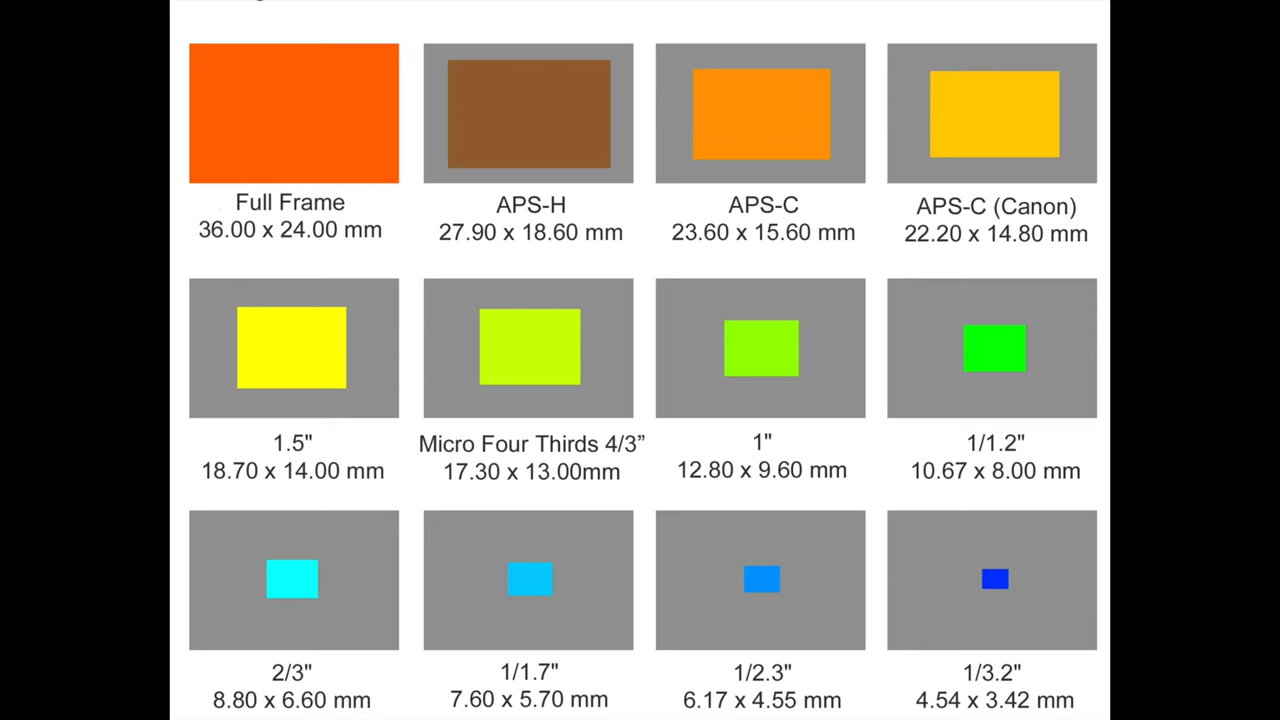 Full Frame
36.00 x 24.00 mm
APS-H
27.90 x 18.60 mm
APS-C
23.60 x 15.60 mm
APS-C (Canon)
22.20 x 14.80 mm
1.5"
18.70 x 14.00 mm
Micro Four Thirds 4/3”
17.30 x 13.00mm
1"
12.80 x 9.60 mm
1/1.2"
10.67 x 8.00 mm
2/3"
8.80 x 6.60 mm
1/1.7"
7.60 x 5.70 mm
1/2.3"
6.17 x 4.55 mm
1/3.2"
4.54 x 3.42 mm